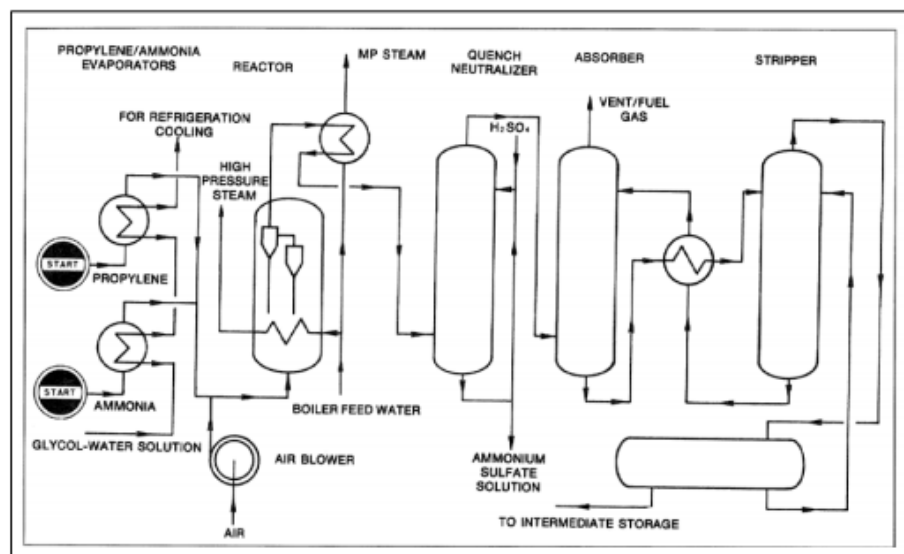 PROPYLENE/AMMONIA
EVAPORATORS
REACTOR
MP STEAM
QUENCH
NEUTRALIZER
ABSORBER
STRIPPER
FOR REFRIGERATION
COOLING
HIGH
PRESSURE
STEAM
H₂SO₄
VENT/FUEL
GAS
START
PROPYLENE
START
AMMONIA
GLYCOL-WATER SOLUTION
BOILER FEED WATER
AIR BLOWER
AIR
AMMONIUM
SULFATE
SOLUTION
TO INTERMEDIATE STORAGE